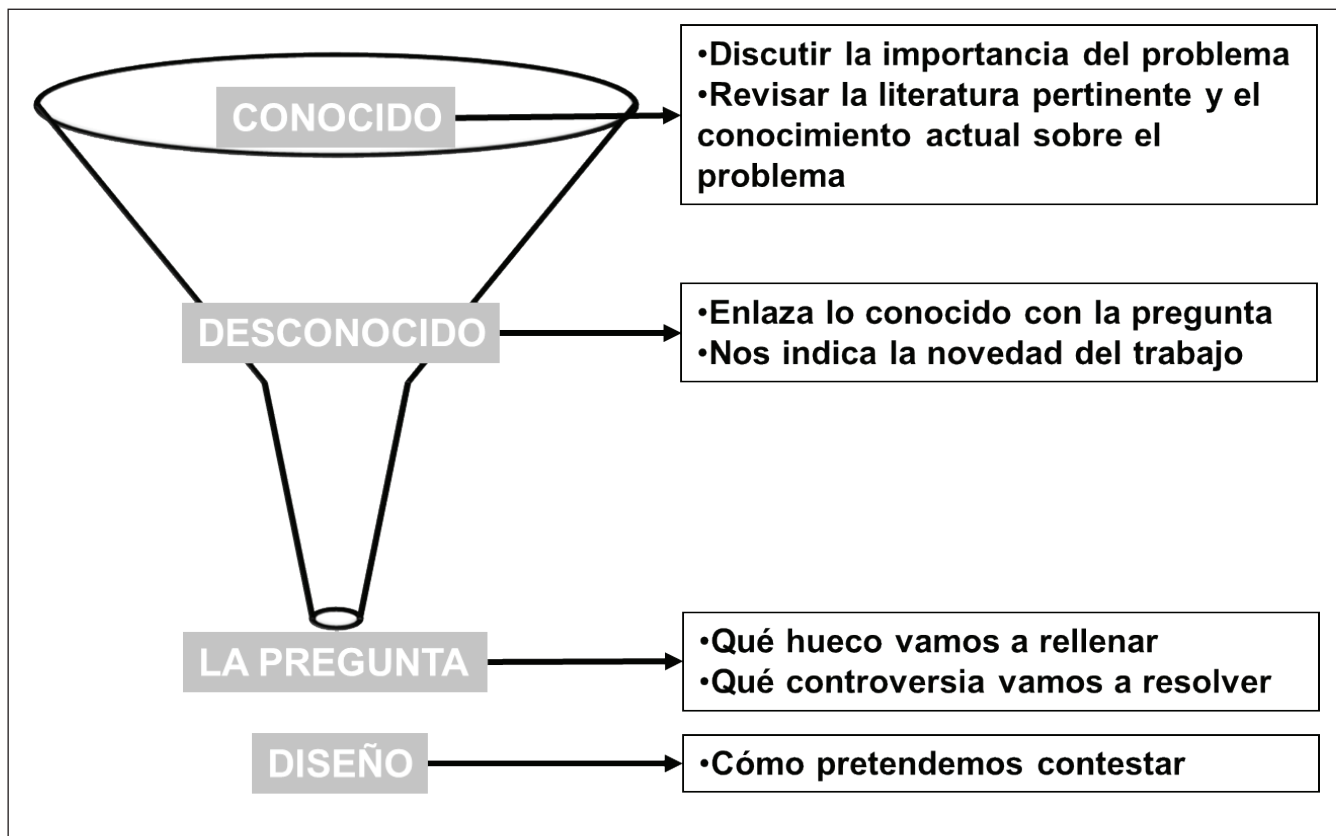 CONOCIDO
•Discutir la importancia del problema
•Revisar la literatura pertinente y el
conocimiento actual sobre el
problema
DESCONOCIDO
•Enlaza lo conocido con la pregunta
•Nos indica la novedad del trabajo
LA PREGUNTA
•Qué hueco vamos a rellenar
•Qué controversia vamos a resolver
DISEÑO
•Cómo pretendemos contestar